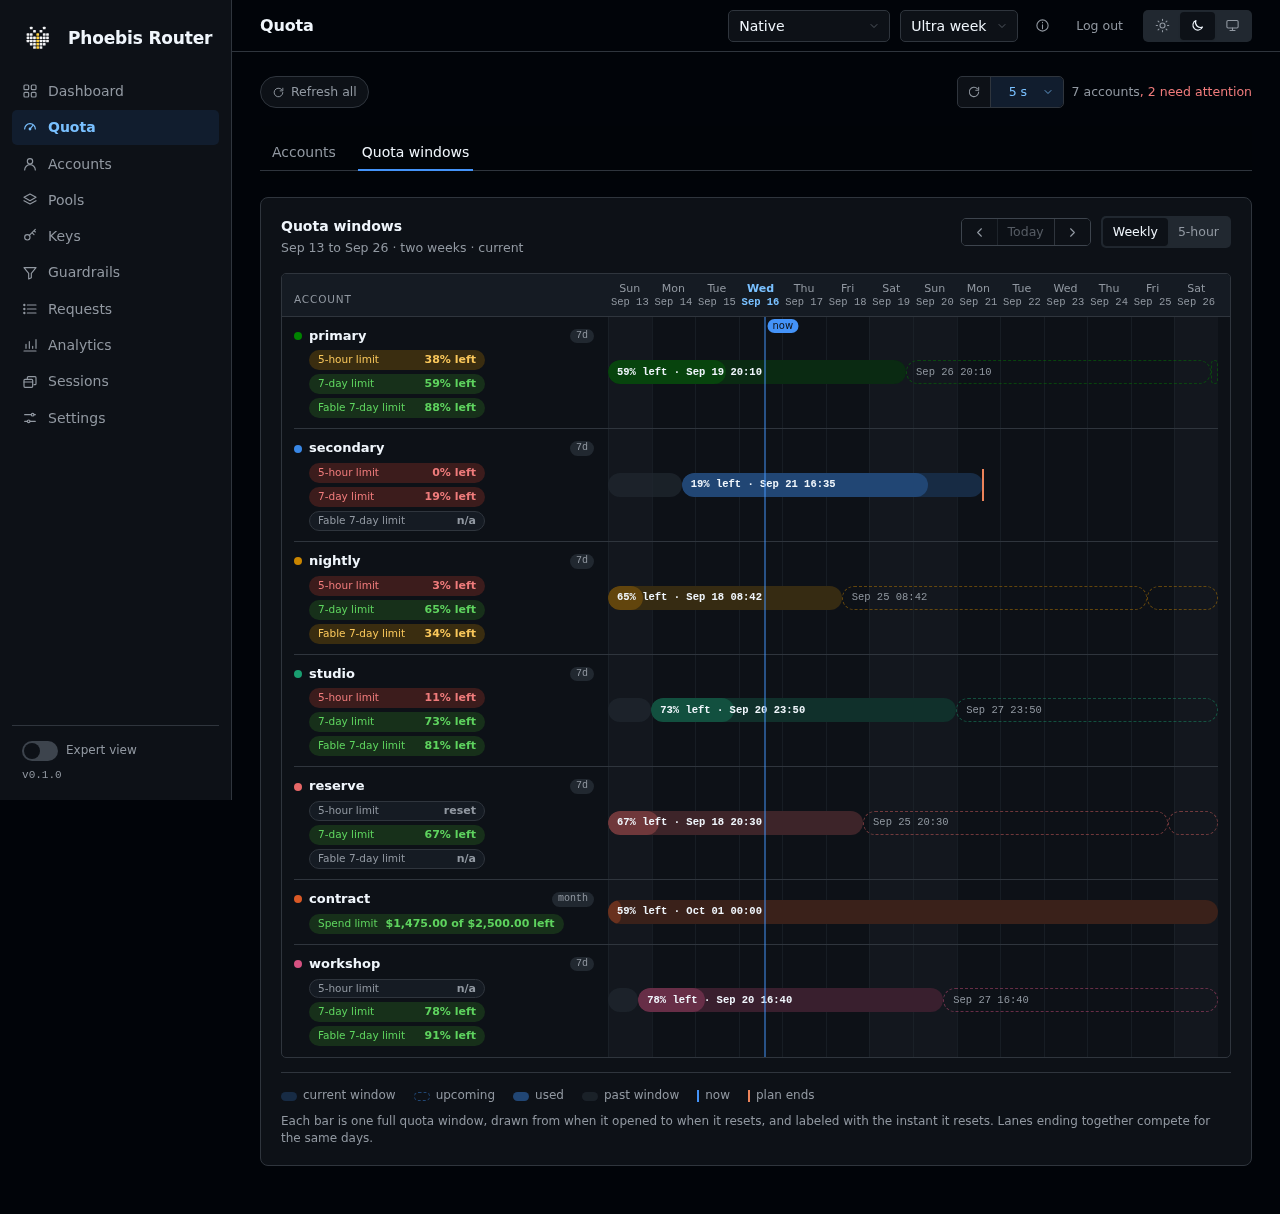 Phoebis Router
Quota
Native
Ultra week
Log out
Dashboard
Quota
Accounts
Pools
Keys
Guardrails
Requests
Analytics
Sessions
Settings
Expert view
v0.1.0
Refresh all
5 s
7 accounts, 2 need attention
Accounts
Quota windows
Quota windows
Sep 13 to Sep 26 · two weeks · current
Today
Weekly
5-hour
ACCOUNT
Sun Mon Tue Wed Thu Fri Sat Sun Mon Tue Wed Thu Fri Sat
Sep 13 Sep 14 Sep 15 Sep 16 Sep 17 Sep 18 Sep 19 Sep 20 Sep 21 Sep 22 Sep 23 Sep 24 Sep 25 Sep 26
now
primary 7d
5-hour limit 38% left
7-day limit 59% left
Fable 7-day limit 88% left
59% left · Sep 19 20:10
Sep 26 20:10
secondary 7d
5-hour limit 0% left
7-day limit 19% left
Fable 7-day limit n/a
19% left · Sep 21 16:35
nightly 7d
5-hour limit 3% left
7-day limit 65% left
Fable 7-day limit 34% left
65% left · Sep 18 08:42
Sep 25 08:42
studio 7d
5-hour limit 11% left
7-day limit 73% left
Fable 7-day limit 81% left
73% left · Sep 20 23:50
Sep 27 23:50
reserve 7d
5-hour limit reset
7-day limit 67% left
Fable 7-day limit n/a
67% left · Sep 18 20:30
Sep 25 20:30
contract month
Spend limit $1,475.00 of $2,500.00 left
59% left · Oct 01 00:00
workshop 7d
5-hour limit n/a
7-day limit 78% left
Fable 7-day limit 91% left
78% left · Sep 20 16:40
Sep 27 16:40
current window
upcoming
used
past window
now
plan ends
Each bar is one full quota window, drawn from when it opened to when it resets, and labeled with the instant it resets. Lanes ending together compete for
the same days.